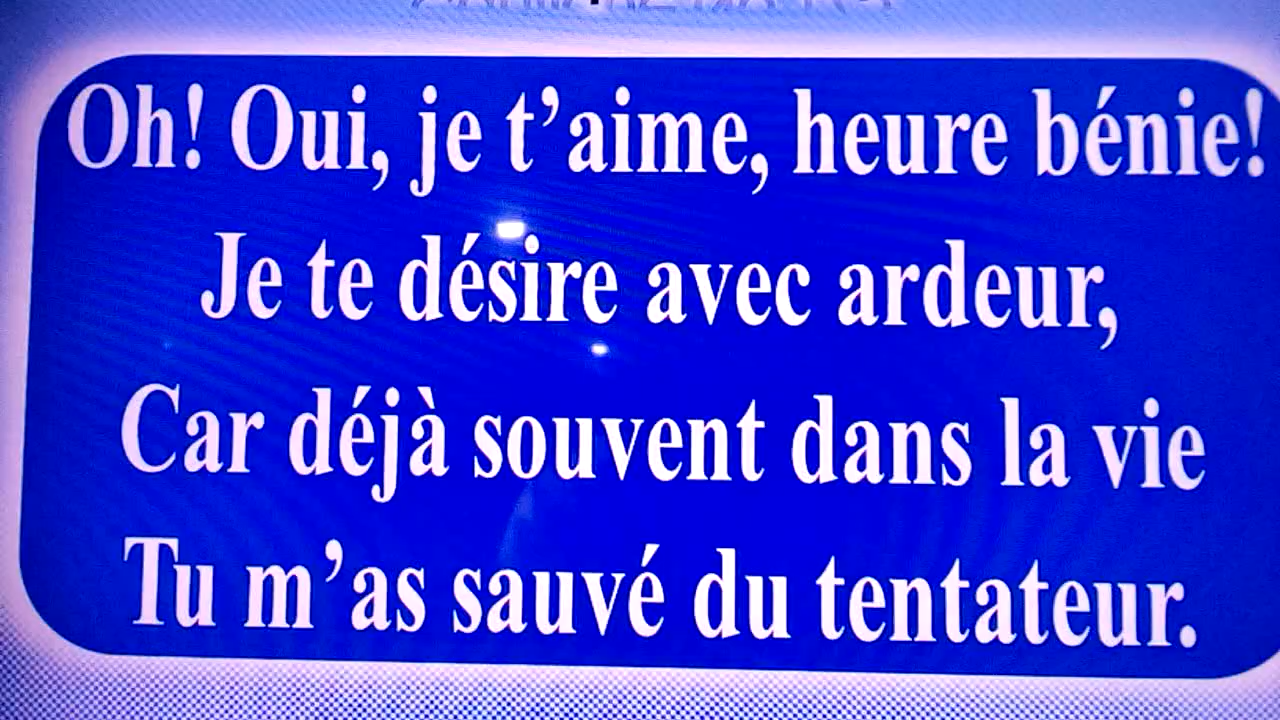 Oh! Oui, je t’aime, heure bénie!
Je te désire avec ardeur,
Car déjà souvent dans la vie
Tu m’as sauvé du tentateur.